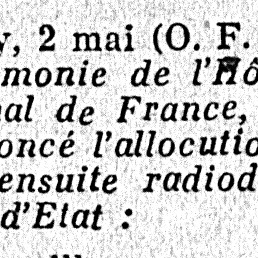 y, 2 mai (O. F.
monie de l'Hô
al de France,
oncé l'allocutio
ensuite radiod
d'Etat :